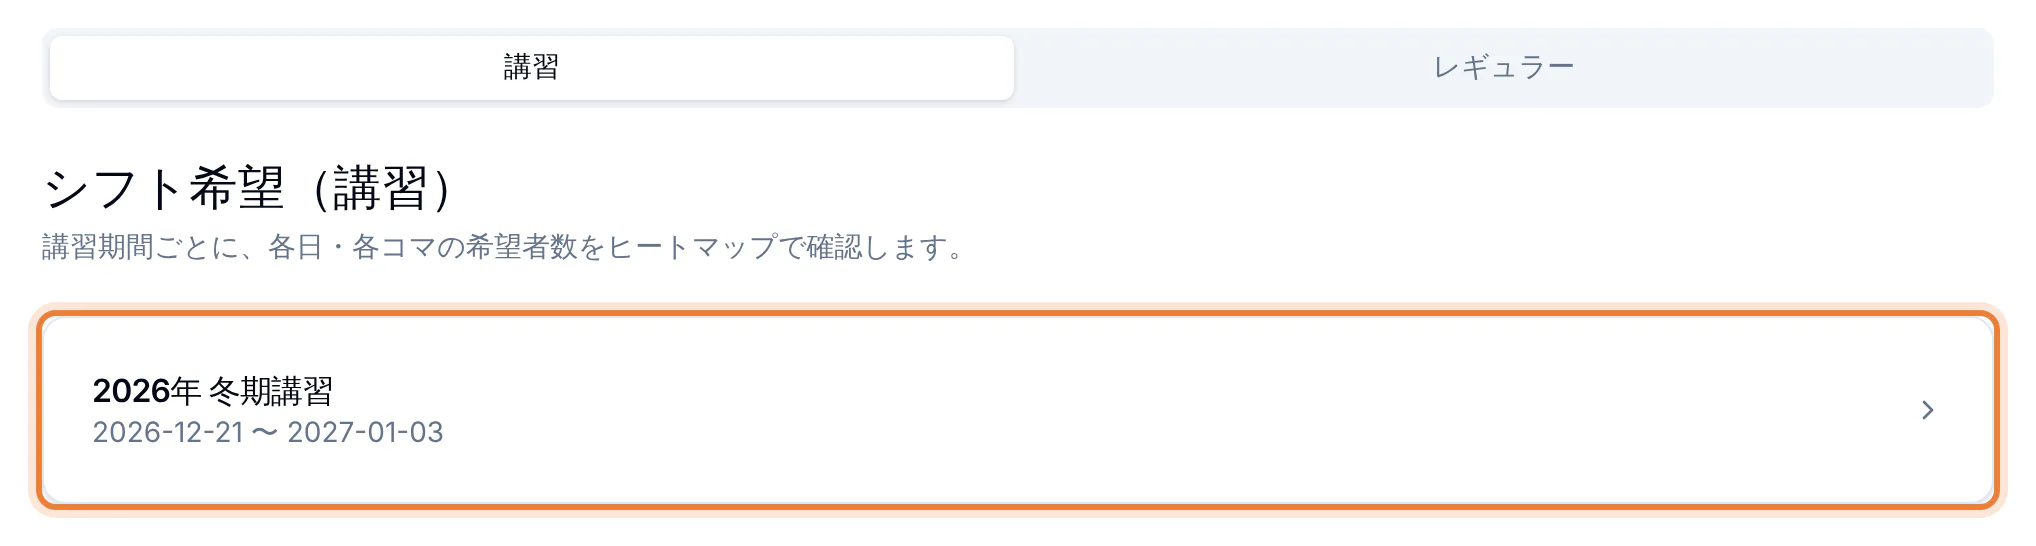 講習
レギュラー
シフト希望（講習）
講習期間ごとに、各日・各コマの希望者数をヒートマップで確認します。
2026年 冬期講習
2026-12-21 〜 2027-01-03